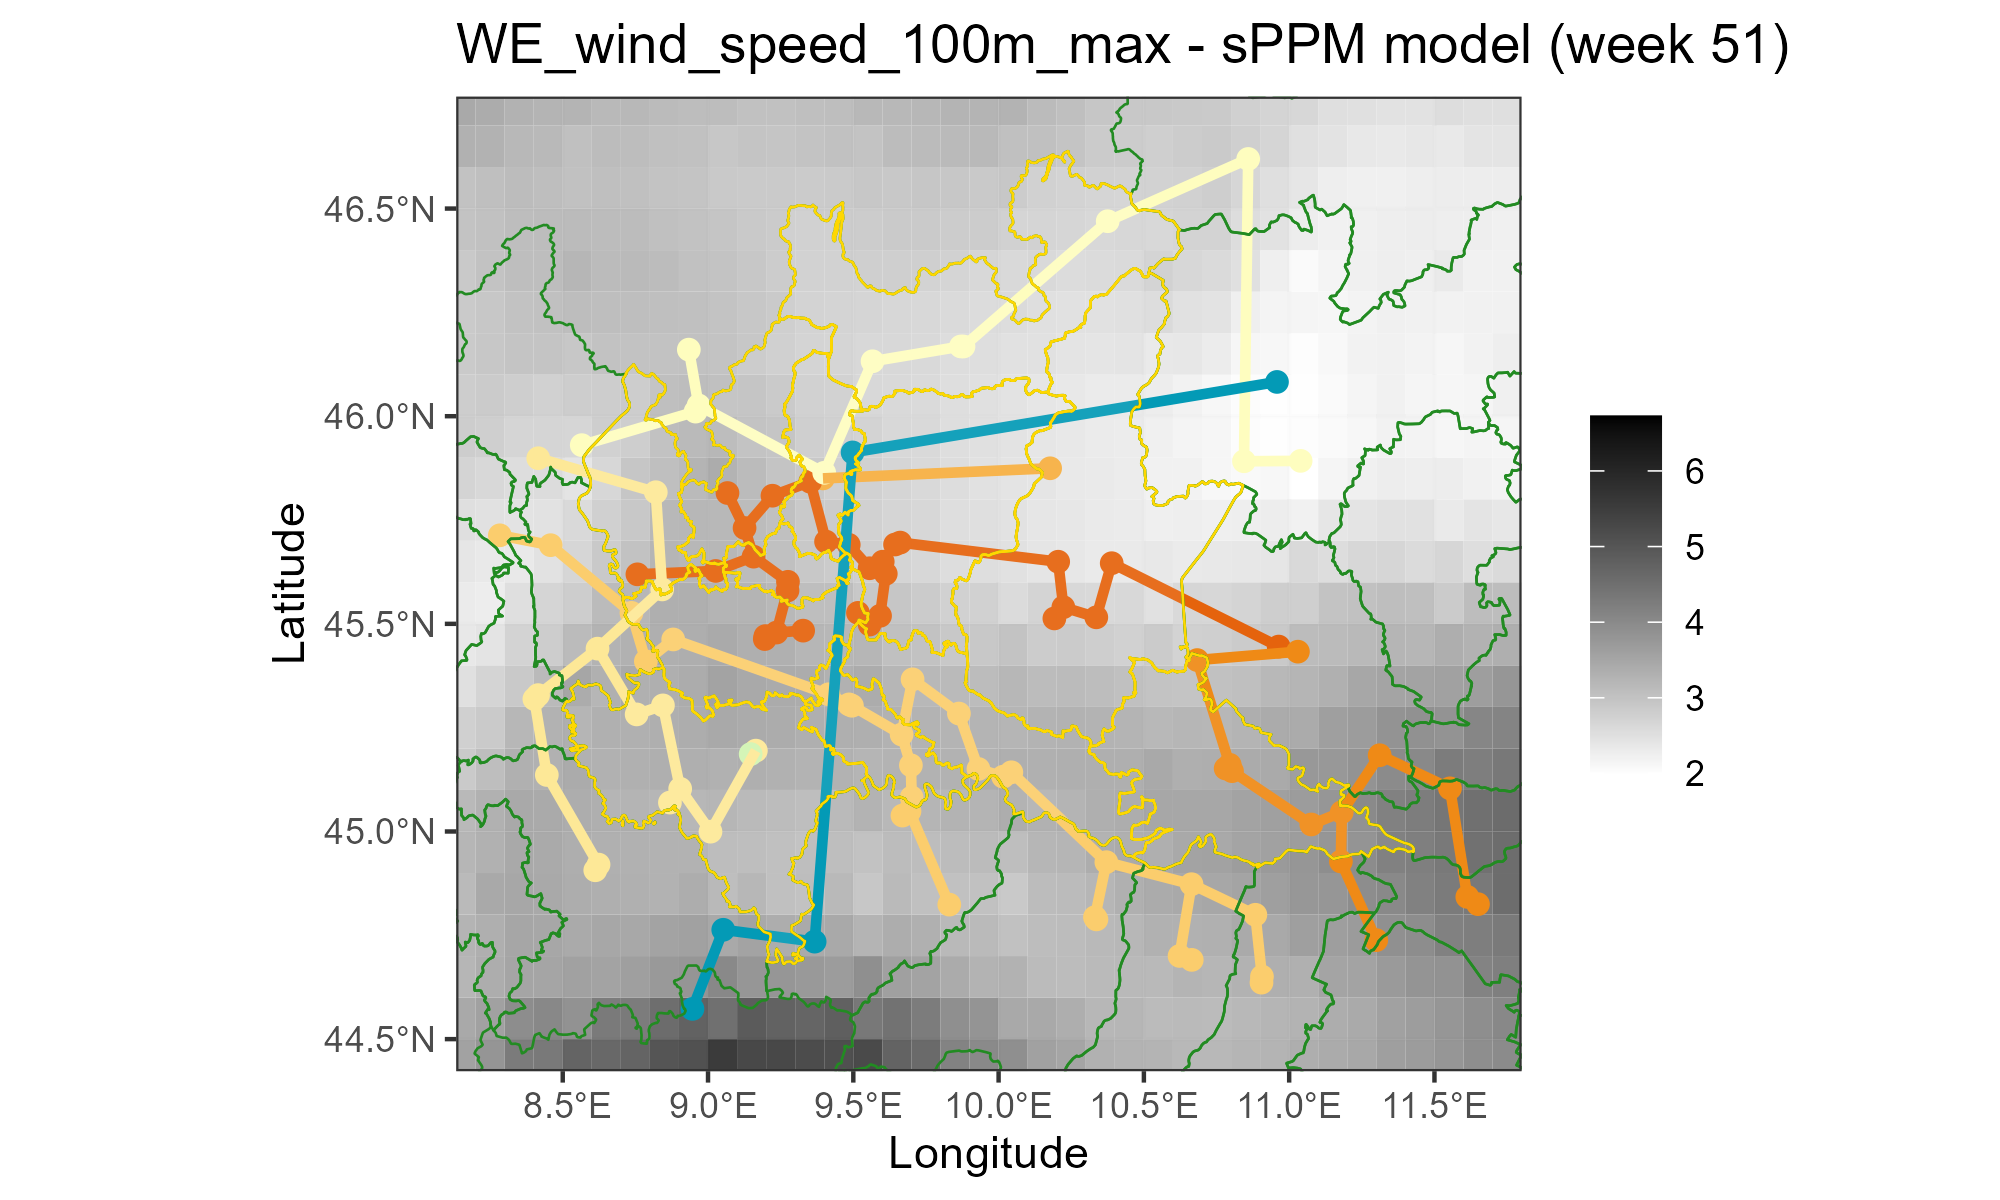 WE_wind_speed_100m_max - sPPM model (week 51)
46.5°N
46.0°N
45.5°N
45.0°N
44.5°N
Latitude
8.5°E
9.0°E
9.5°E
10.0°E
10.5°E
11.0°E
11.5°E
Longitude
6
5
4
3
2